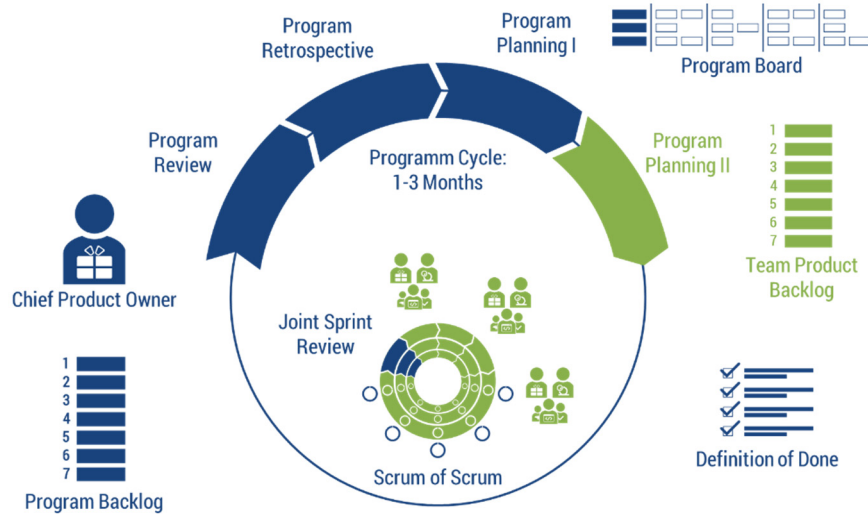 Program
Retrospective
Program
Planning I
Program Board
Program
Review
Programm Cycle:
1-3 Months
Program
Planning II
1
2
3
4
5
6
7
Team Product
Backlog
Chief Product Owner
Joint Sprint
Review
1
2
3
4
5
6
7
Program Backlog
Scrum of Scrum
Definition of Done